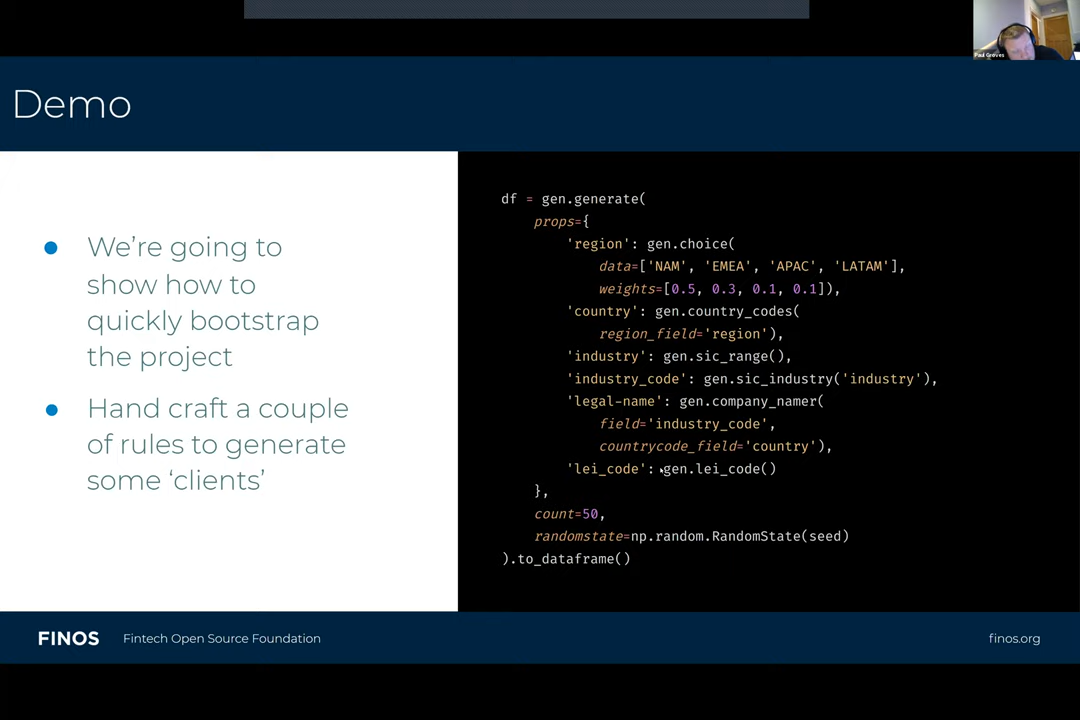 Paul Groves
Demo
We're going to
show how to
quickly bootstrap
the project
Hand craft a couple
of rules to generate
some 'clients'
df = gen.generate(
props={
'region': gen.choice(
data=['NAM', 'EMEA', 'APAC', 'LATAM'],
weights=[0.5, 0.3, 0.1, 0.1]),
'country': gen.country_codes(
region_field='region'),
'industry': gen.sic_range(),
'industry_code': gen.sic_industry('industry'),
'legal-name': gen.company_namer(
field='industry_code',
countrycode_field='country'),
'lei_code': gen.lei_code()
},
count=50,
randomstate=np.random.RandomState(seed)
).to_dataframe()
FINOS Fintech Open Source Foundation
finos.org